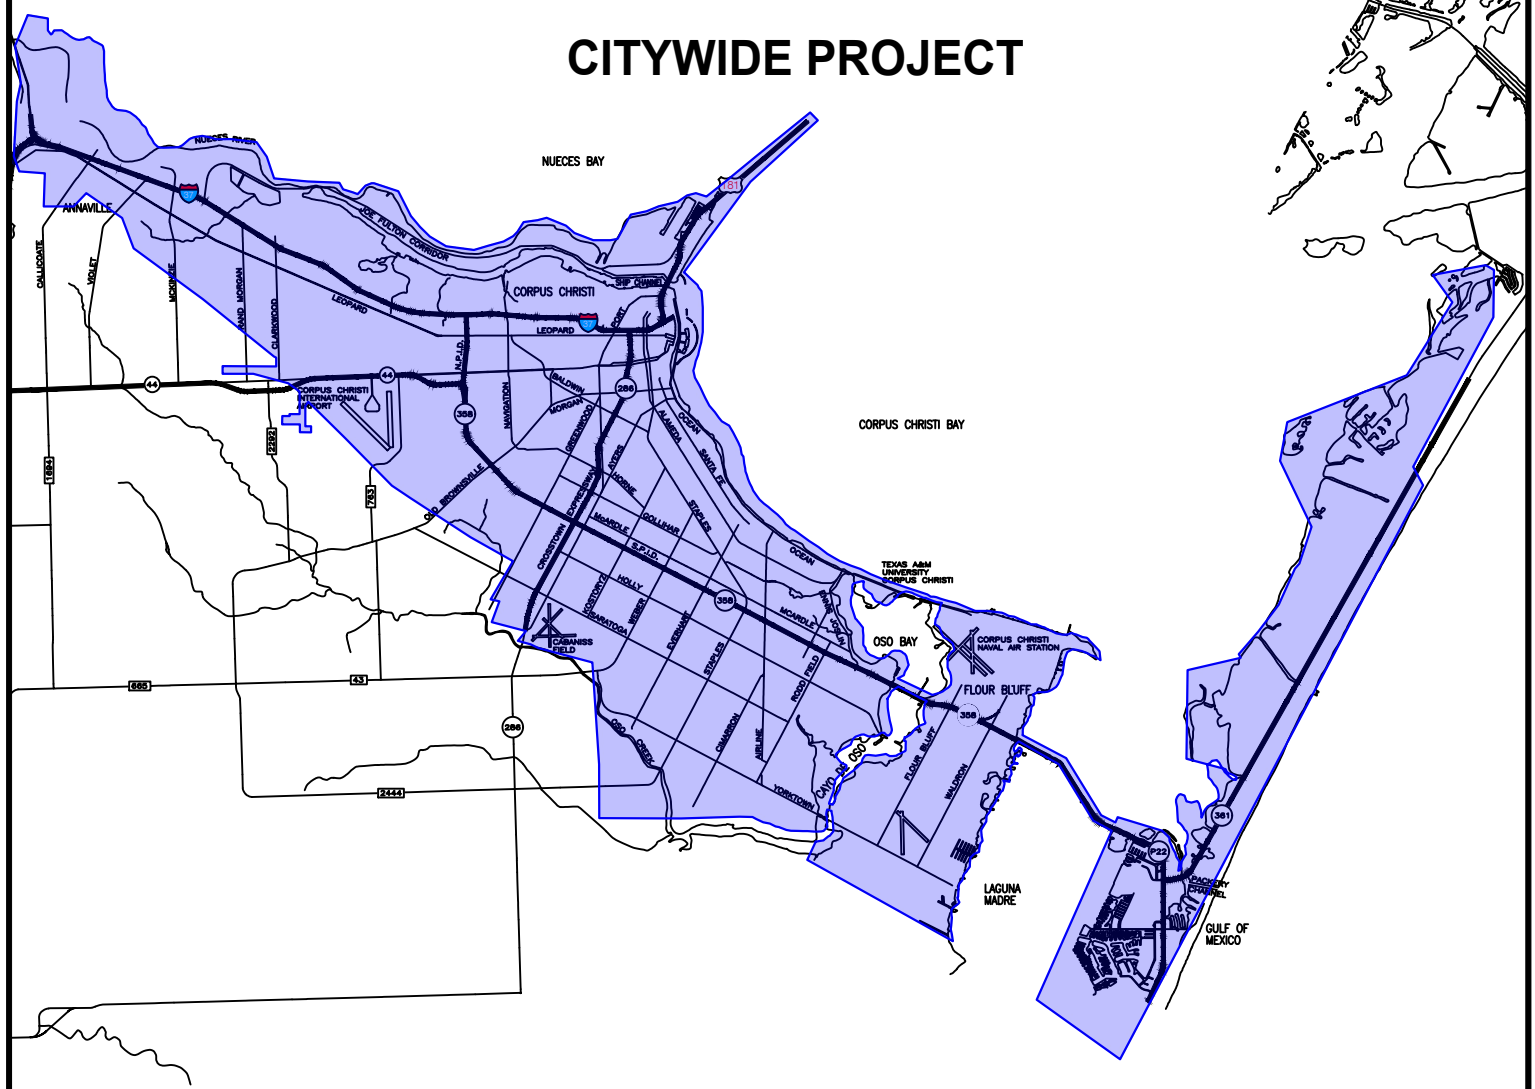 CITYWIDE PROJECT
NUECES RIVER
NUECES BAY
181
37
ANNAVILLE
JOE FULTON CORRIDOR
CALLICOATE
VIOLET
MCKINZIE
RAND MORGAN
CLARKWOOD
LEOPARD
SHIP CHANNEL
CORPUS CHRISTI
PORT
37
LEOPARD
N.P.I.D.
44
44
CORPUS CHRISTI
INTERNATIONAL
AIRPORT
NAVIGATION
BALDWIN
MORGAN
286
358
GREENWOOD
ALAMEDA
OCEAN
CORPUS CHRISTI BAY
2292
1694
763
OLD BROWNSVILLE
CROSSTOWN EXPRESSWAY
AYERS
HORNE
SANTA FE
STAPLES
GOLLIHAR
McARDLE
S.P.I.D.
OCEAN
TEXAS A&M
UNIVERSITY
CORPUS CHRISTI
KOSTORYZ
HOLLY
WEBER
SARATOGA
EVERHART
358
MCARDLE
ENNIS JOSLIN
OSO BAY
CORPUS CHRISTI
NAVAL AIR STATION
CABANISS
FIELD
STAPLES
RODD FIELD
FLOUR BLUFF
665
43
286
358
OSO CREEK
CIMARRON
AIRLINE
CAYO DE OSO
FLOUR BLUFF
WALDRON
2444
YORKTOWN
361
P22
PACKERY
CHANNEL
LAGUNA
MADRE
GULF OF
MEXICO